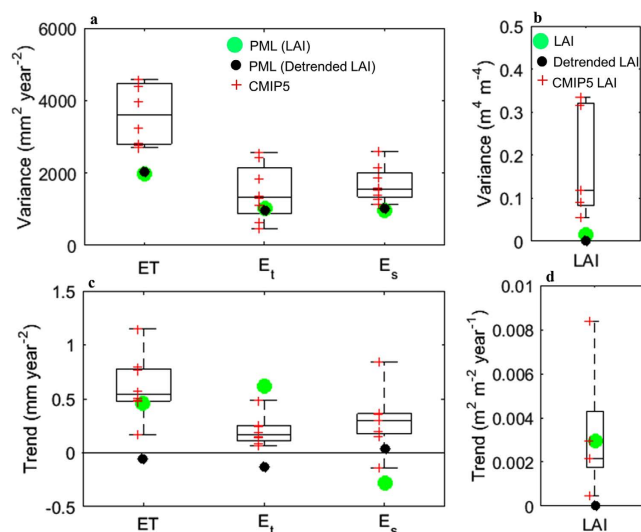 a
PML (LAI)
PML (Detrended LAI)
CMIP5
6000
4000
2000
0
Variance (mm² year⁻²)
ET
Eₜ
Eₛ
b
LAI
Detrended LAI
CMIP5 LAI
0.5
0.4
0.3
0.2
0.1
0
Variance (m⁴ m⁻⁴)
LAI
c
1.5
1
0.5
0
-0.5
Trend (mm year⁻²)
ET
Eₜ
Eₛ
d
0.01
0.008
0.006
0.004
0.002
0
Trend (m² m⁻² year⁻¹)
LAI